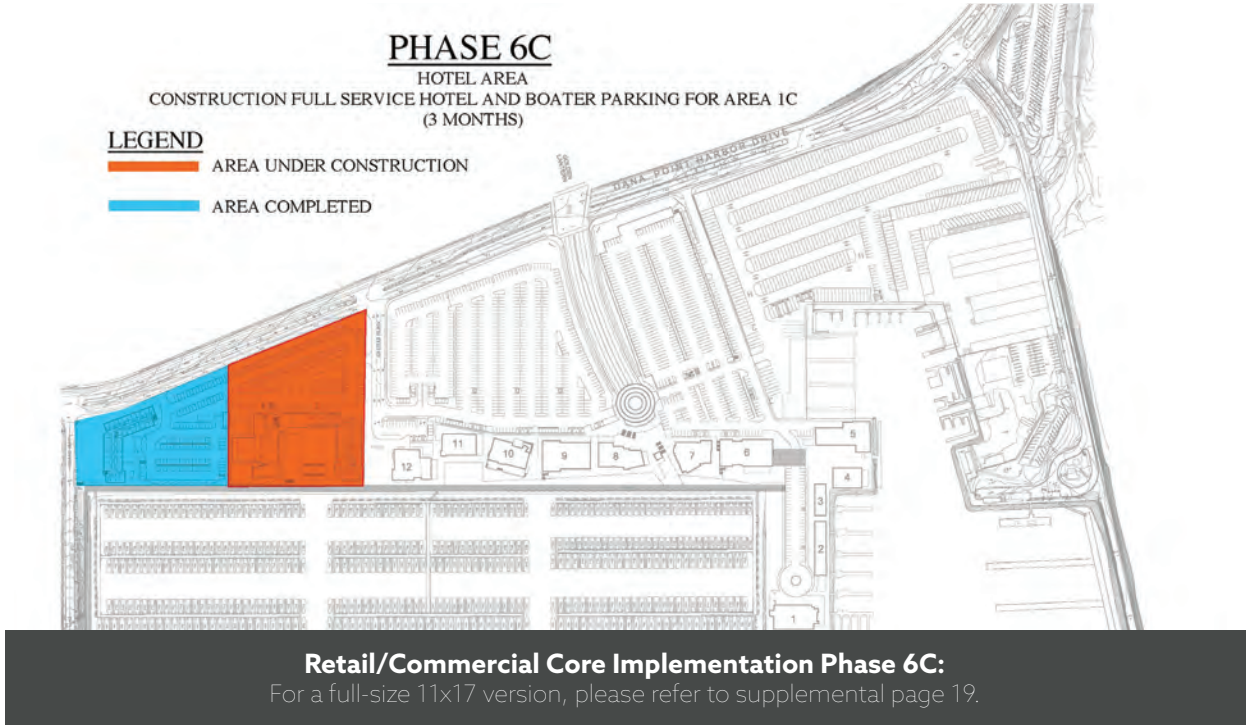 PHASE 6C
HOTEL AREA
CONSTRUCTION FULL SERVICE HOTEL AND BOATER PARKING FOR AREA 1C
(3 MONTHS)
LEGEND
AREA UNDER CONSTRUCTION
AREA COMPLETED
DANA POINT HARBOR DRIVE
12
11
10
9
8
7
6
5
4
3
2
1
Retail/Commercial Core Implementation Phase 6C:
For a full-size 11x17 version, please refer to supplemental page 19.